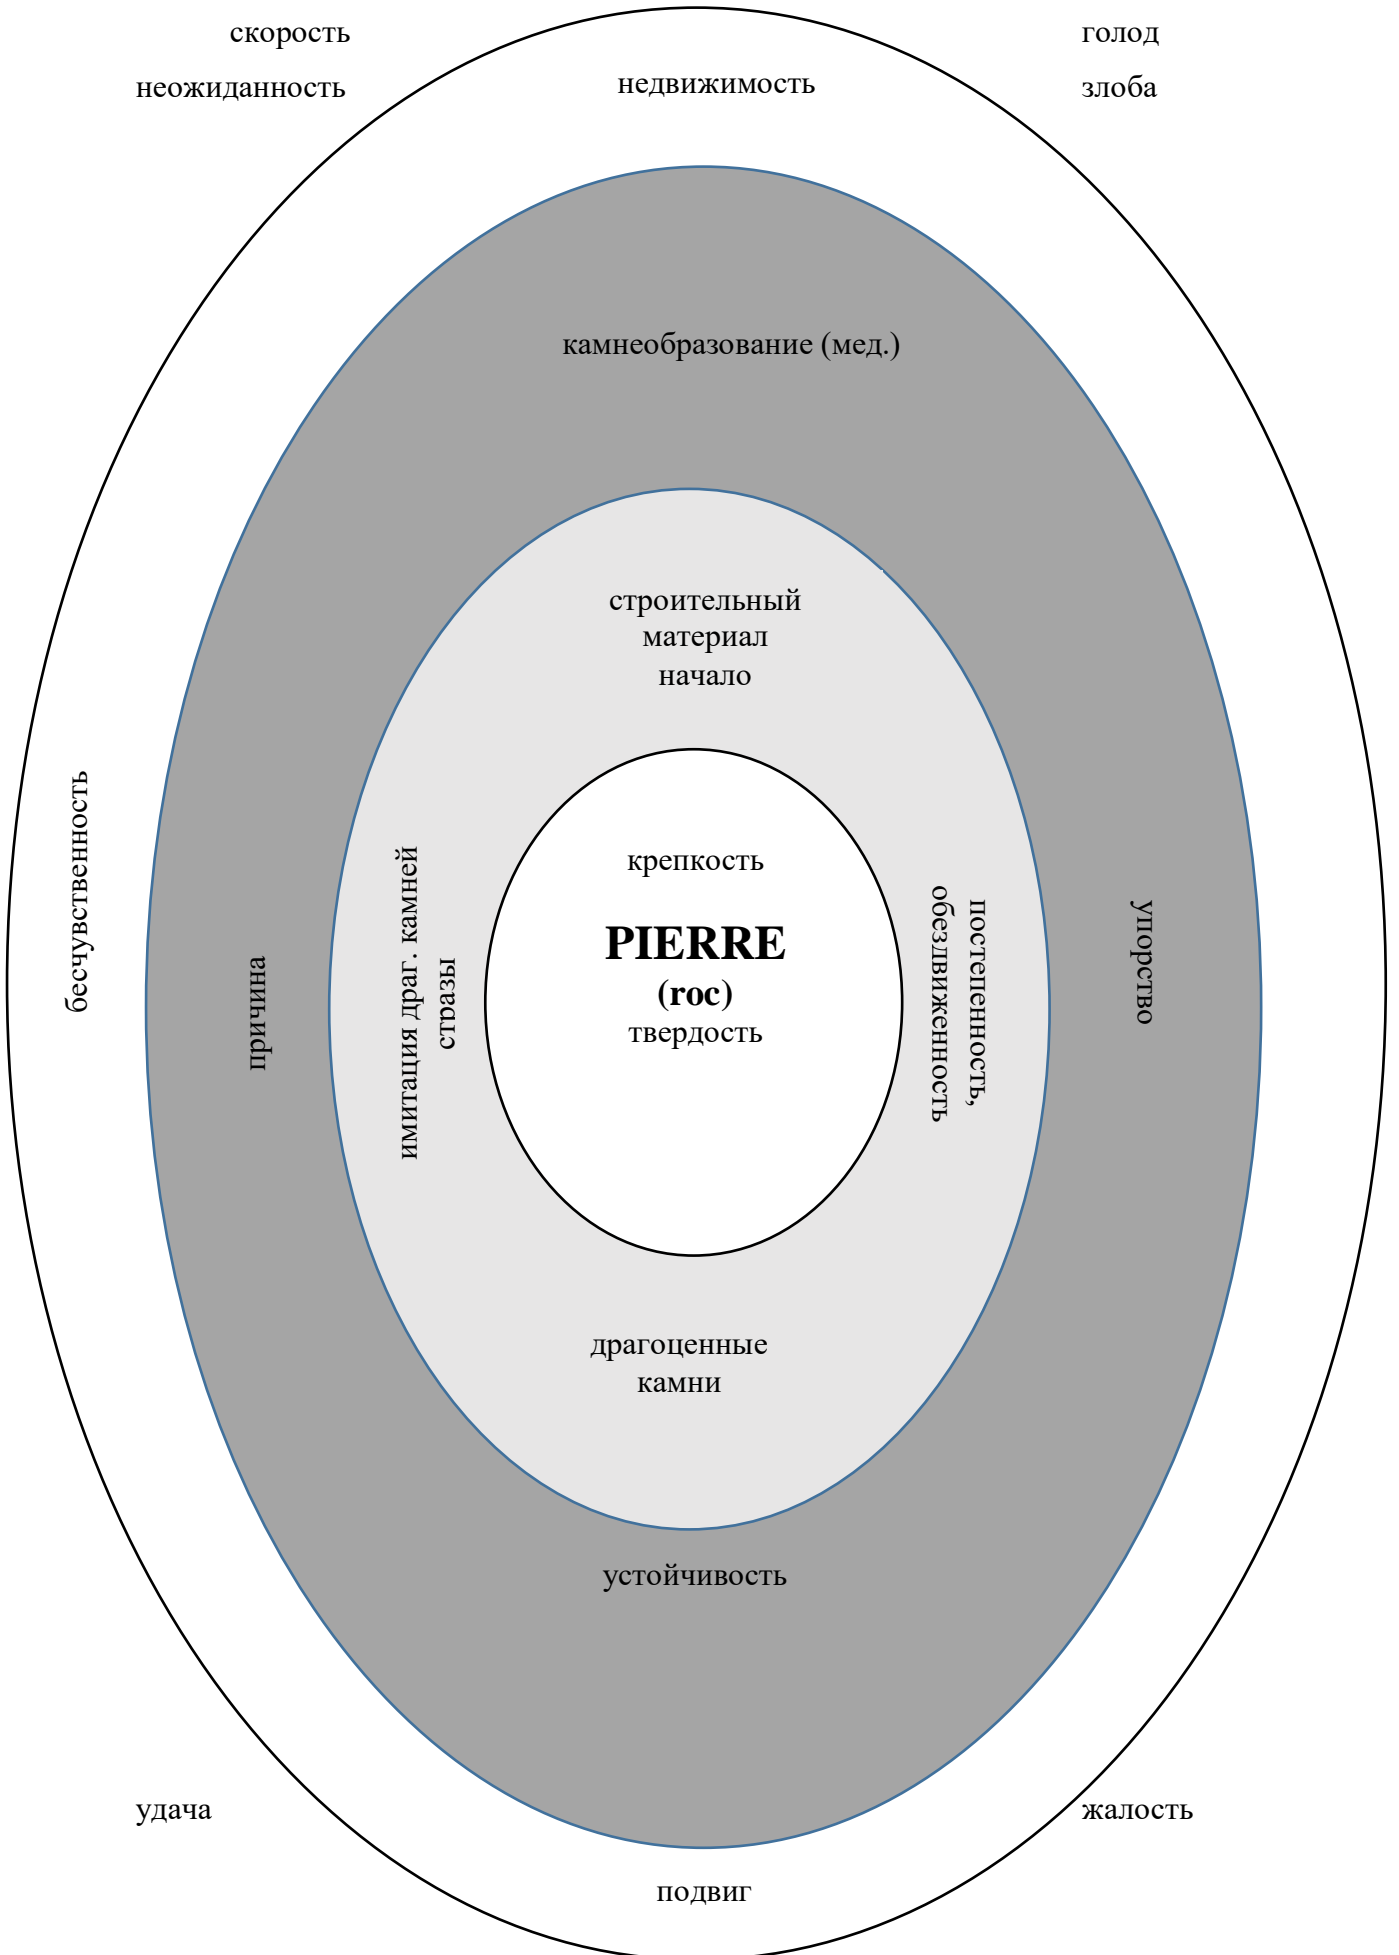 скорость
голод
неожиданность
недвижимость
злоба
камнеобразование (мед.)
строительный
материал
начало
бесчувственность
причина
имитация драг. камней
стразы
крепкость
PIERRE
(roc)
твердость
постепенность,
обездвиженность
упорство
драгоценные
камни
устойчивость
удача
жалость
подвиг